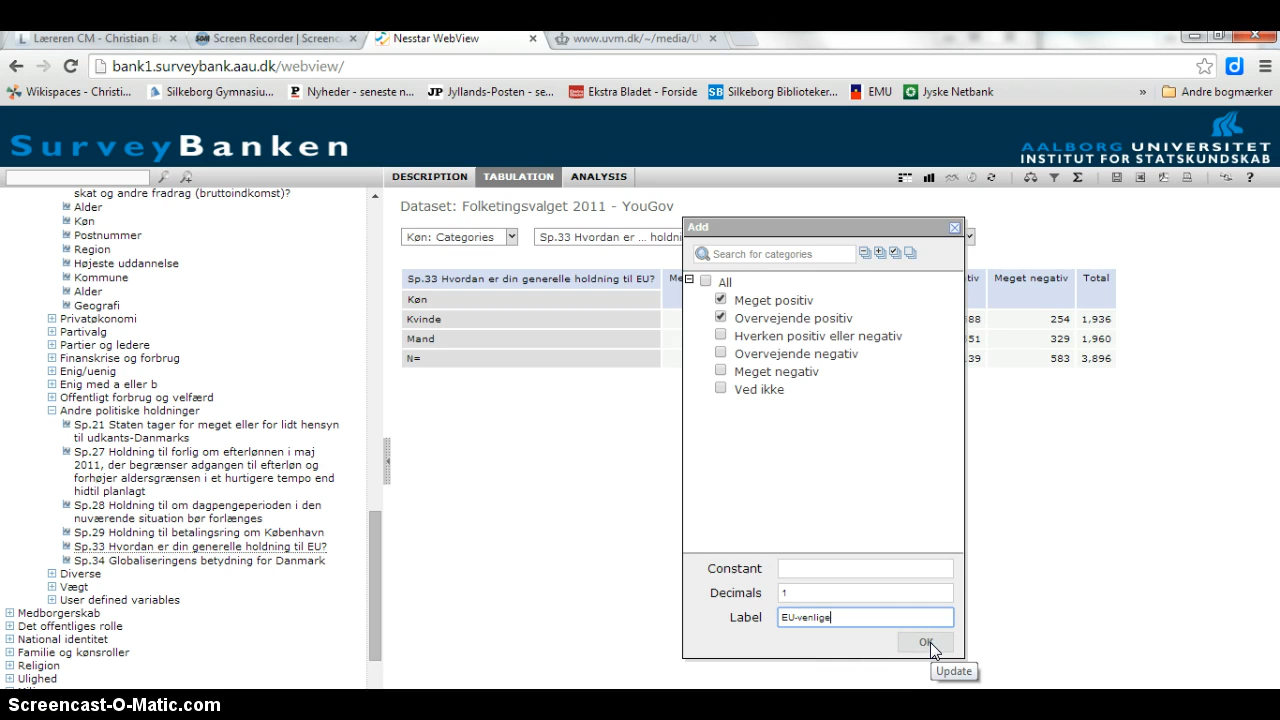 Læreren CM - Christian B
Screen Recorder | Screenc
Nesstar WebView
www.uvm.dk/~/media/U
bank1.surveybank.aau.dk/webview/
Wikispaces - Christi...
Silkeborg Gymnasiu...
P Nyheder - seneste n...
JP Jyllands-Posten - se...
Ekstra Bladet - Forside
SB Silkeborg Biblioteker...
EMU
Jyske Netbank
»
Andre bogmærker
SurveyBanken
AALBORG UNIVERSITET
INSTITUT FOR STATSKUNDSKAB
DESCRIPTION TABULATION ANALYSIS
skat og andre fradrag (bruttoindkomst)?
Alder
Køn
Postnummer
Region
Højeste uddannelse
Kommune
Alder
Geografi
Privatøkonomi
Partivalg
Partier og ledere
Finanskrise og forbrug
Enig/uenig
Enig med a eller b
Offentligt forbrug og velfærd
Andre politiske holdninger
Sp.21 Staten tager for meget eller for lidt hensyn
til udkants-Danmarks
Sp.27 Holdning til forlig om efterlønnen i maj
2011, der begrænser adgangen til efterløn og
forhøjer aldersgrænsen i et hurtigere tempo end
hidtil planlagt
Sp.28 Holdning til om dagpengeperioden i den
nuværende situation bør forlænges
Sp.29 Holdning til betalingsring om København
Sp.33 Hvordan er din generelle holdning til EU?
Sp.34 Globaliseringens betydning for Danmark
Diverse
Vægt
User defined variables
Medborgerskab
Det offentliges rolle
National identitet
Familie og kønsroller
Religion
Ulighed
Dataset: Folketingsvalget 2011 - YouGov
Køn: Categories
Sp.33 Hvordan er ... holdni
Sp.33 Hvordan er din generelle holdning til EU? Me tiv Meget negativ Total
Køn
Kvinde 88 254 1,936
Mand 51 329 1,960
N= 39 583 3,896
Add
Search for categories
All
Meget positiv
Overvejende positiv
Hverken positiv eller negativ
Overvejende negativ
Meget negativ
Ved ikke
Constant
Decimals 1
Label EU-venlige
OK
Update
Screencast-O-Matic.com